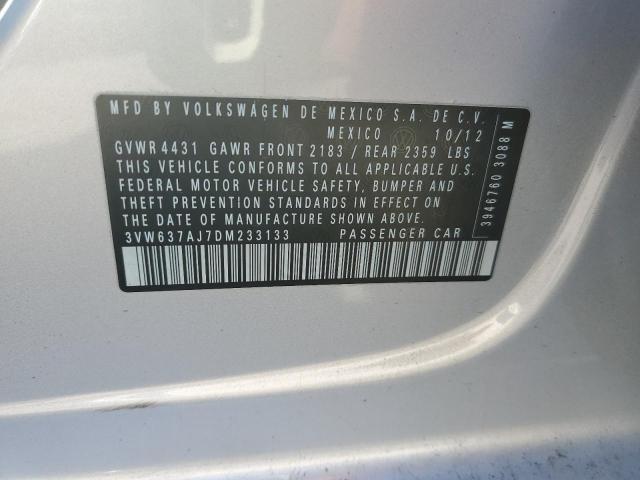 MFD BY VOLKSWAGEN DE MEXICO S.A. DE C.V.
MEXICO 10/12
GVWR 4431 GAWR FRONT 2183 / REAR 2359 LBS
THIS VEHICLE CONFORMS TO ALL APPLICABLE U.S.
FEDERAL MOTOR VEHICLE SAFETY, BUMPER AND
THEFT PREVENTION STANDARDS IN EFFECT ON
THE DATE OF MANUFACTURE SHOWN ABOVE.
3VW637AJ7DM233133 PASSENGER CAR
3946760 3088 M